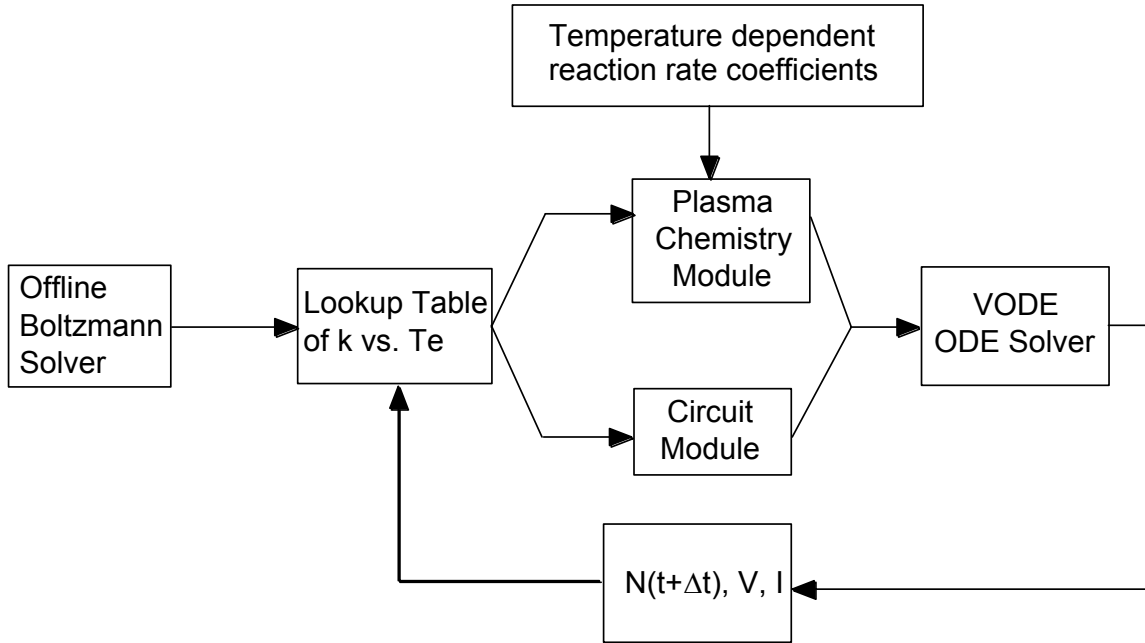 Temperature dependent
reaction rate coefficients
Plasma
Chemistry
Module
Offline
Boltzmann
Solver
Lookup Table
of k vs. Te
VODE
ODE Solver
Circuit
Module
N(t+Δt), V, I